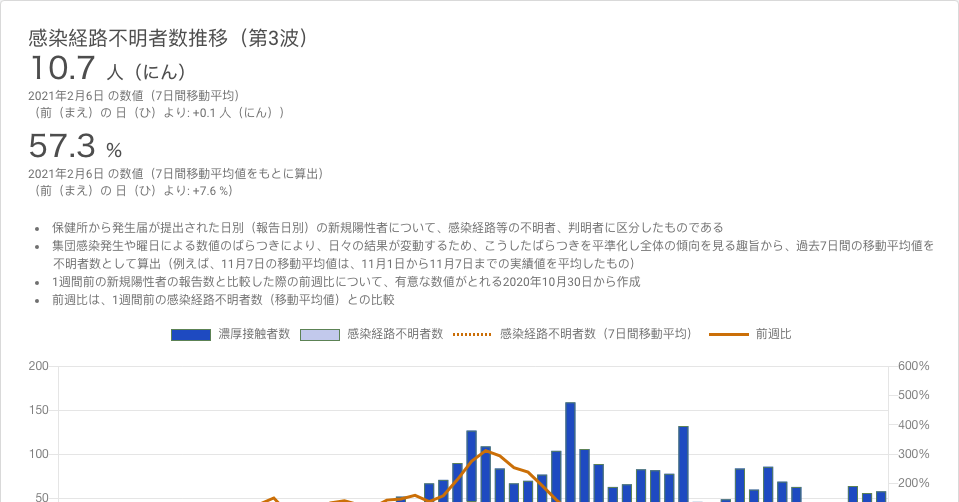 感染経路不明者数推移（第3波）
10.7 人（にん）
2021年2月6日 の数値（7日間移動平均）
（前（まえ）の 日（ひ）より: +0.1 人（にん））
57.3 %
2021年2月6日 の数値（7日間移動平均値をもとに算出）
（前（まえ）の 日（ひ）より: +7.6 %）
• 保健所から発生届が提出された日別（報告日別）の新規陽性者について、感染経路等の不明者、判明者に区分したものである
• 集団感染発生や曜日による数値のばらつきにより、日々の結果が変動するため、こうしたばらつきを平準化し全体の傾向を見る趣旨から、過去7日間の移動平均値を
不明者数として算出（例えば、11月7日の移動平均値は、11月1日から11月7日までの実績値を平均したもの）
• 1週間前の新規陽性者の報告数と比較した際の前週比について、有意な数値がとれる2020年10月30日から作成
• 前週比は、1週間前の感染経路不明者数（移動平均値）との比較
濃厚接触者数 感染経路不明者数 感染経路不明者数（7日間移動平均） 前週比
200 600%
500%
150
400%
100 300%
200%
50